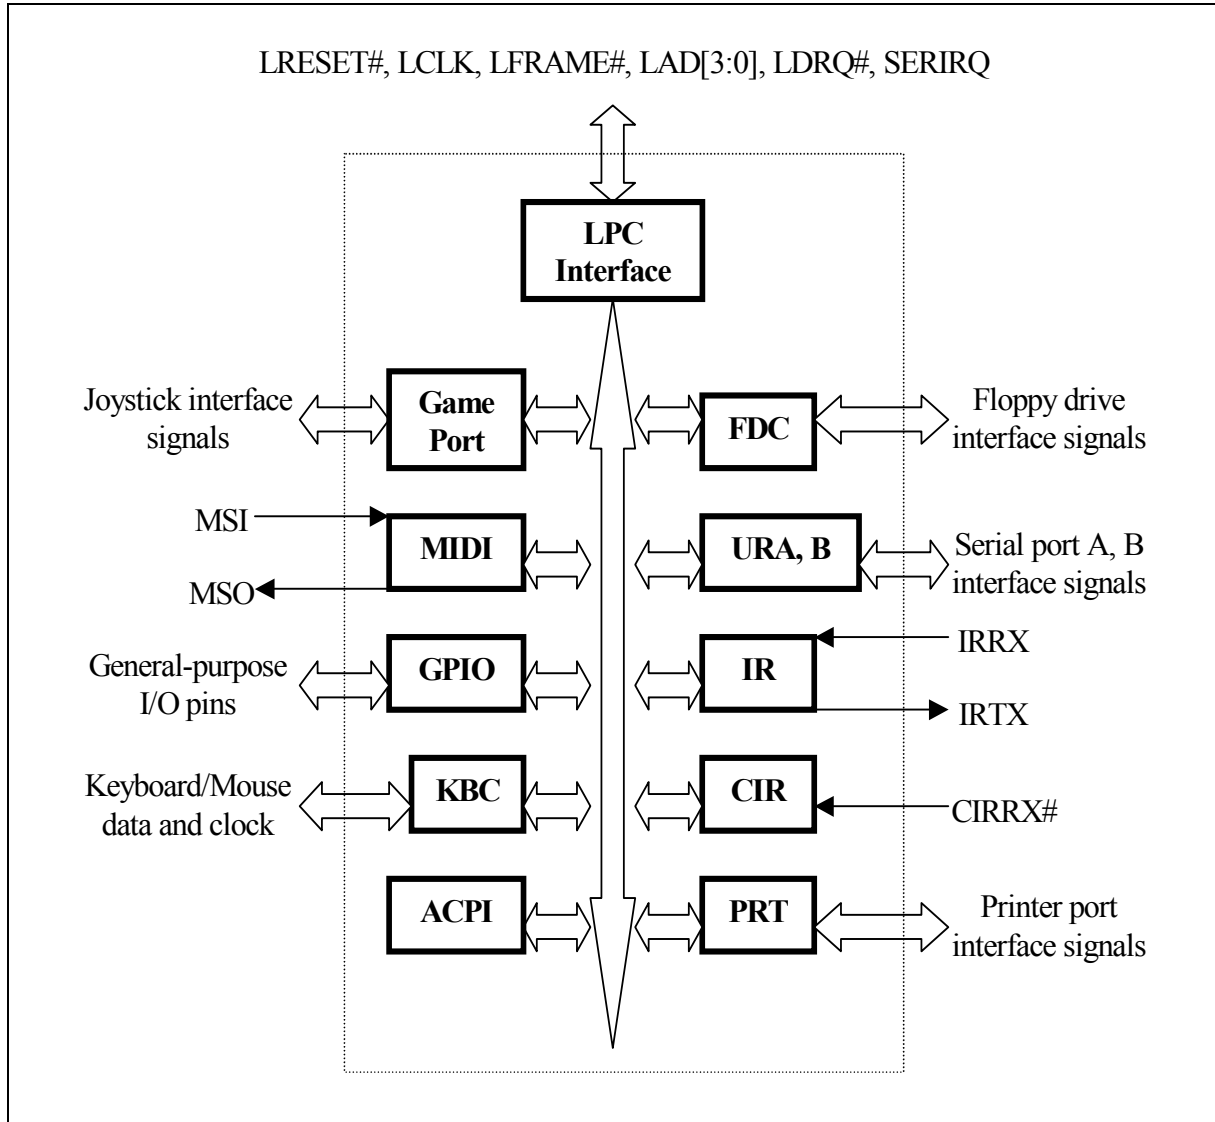 LRESET#, LCLK, LFRAME#, LAD[3:0], LDRQ#, SERIRQ
LPC
Interface
Joystick interface
signals
Game
Port
FDC
Floppy drive
interface signals
MSI
MSO
MIDI
URA, B
Serial port A, B
interface signals
General-purpose
I/O pins
GPIO
IR
IRRX
IRTX
Keyboard/Mouse
data and clock
KBC
CIR
CIRRX#
ACPI
PRT
Printer port
interface signals